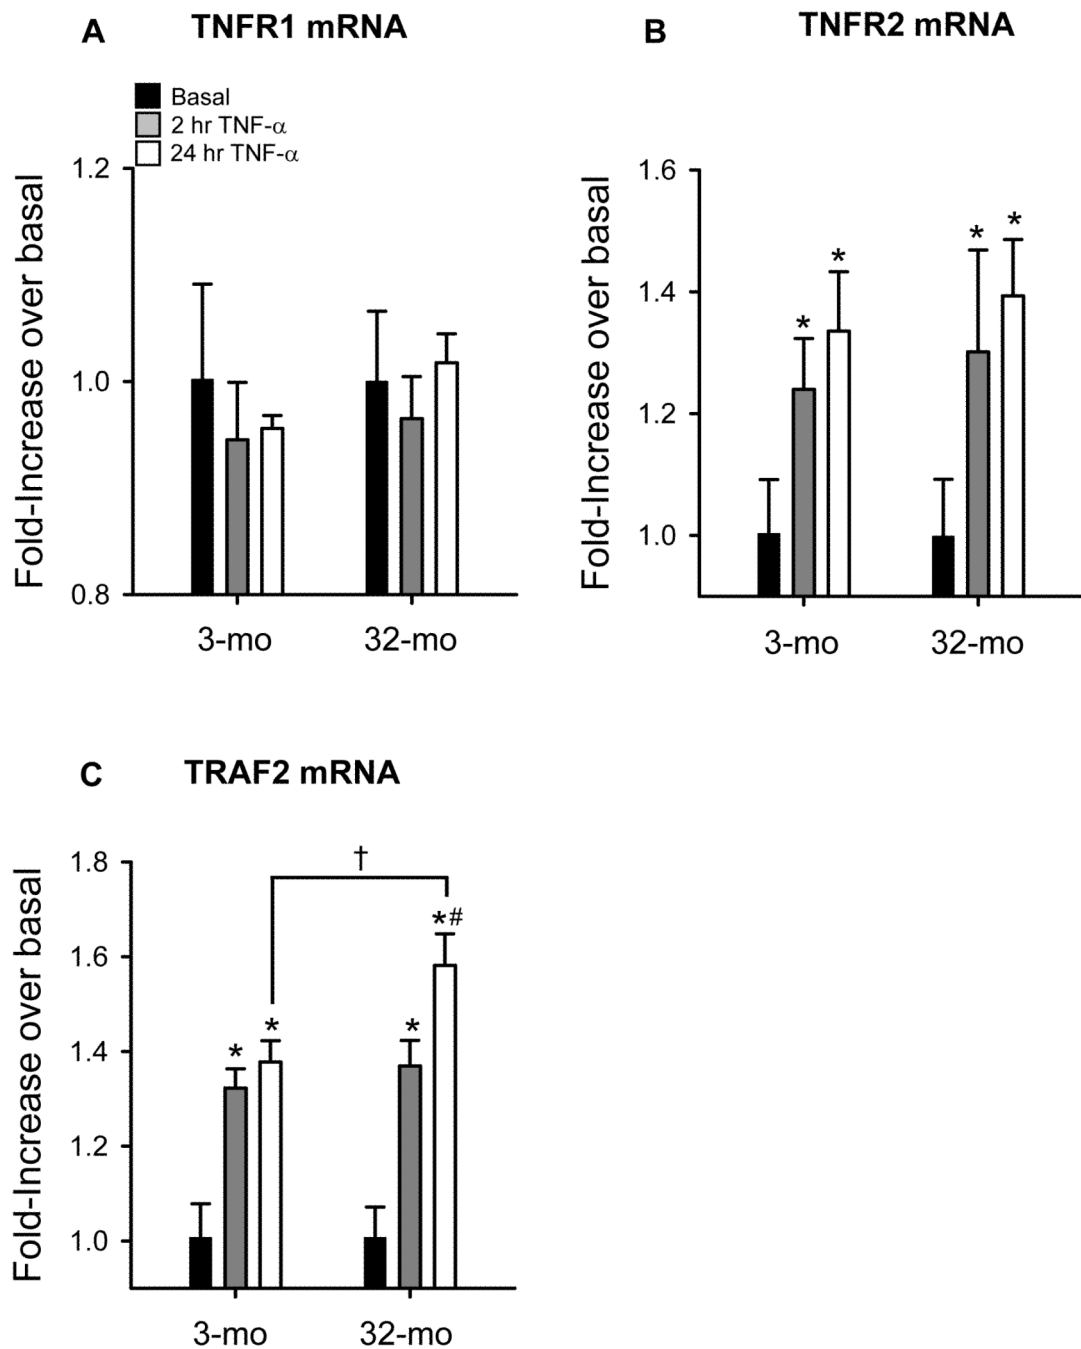 A TNFR1 mRNA
Basal
2 hr TNF-α
24 hr TNF-α
Fold-Increase over basal
1.2
1.0
0.8
3-mo 32-mo
B TNFR2 mRNA
Fold-Increase over basal
1.6
1.4
1.2
1.0
* * * *
3-mo 32-mo
C TRAF2 mRNA
Fold-Increase over basal
1.8
1.6
1.4
1.2
1.0
†
*#
* * *
3-mo 32-mo